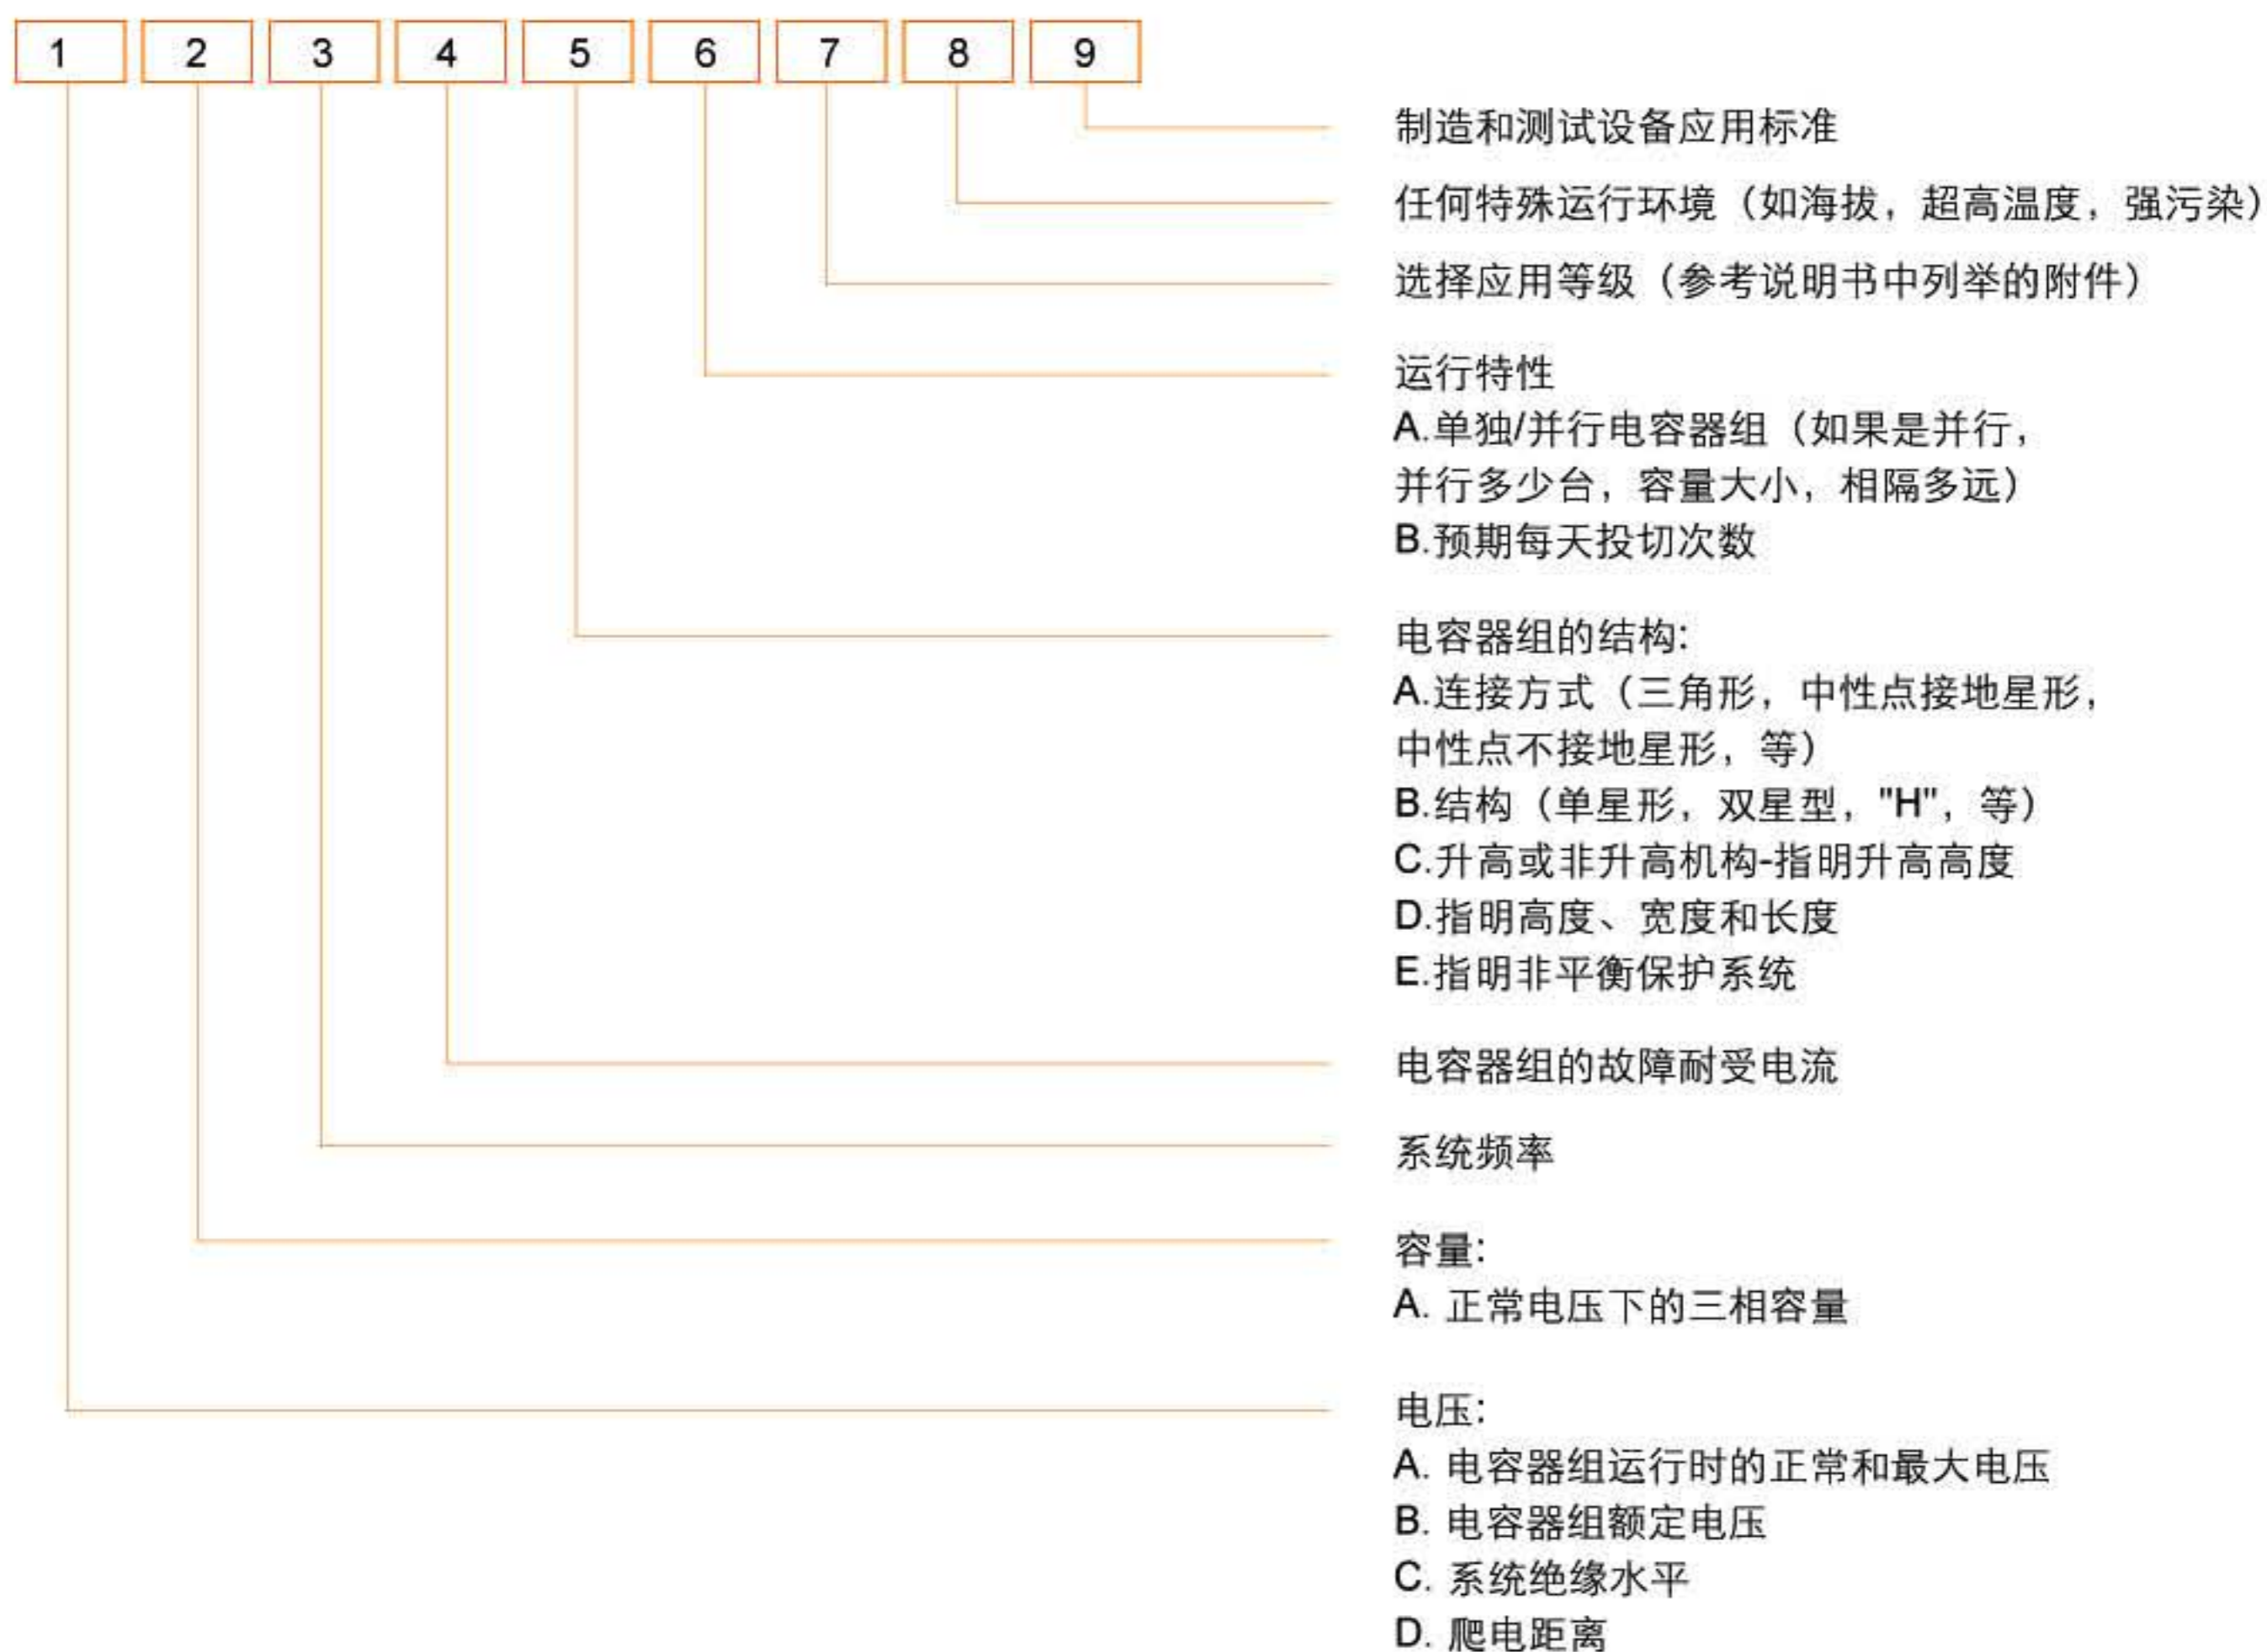 1 2 3 4 5 6 7 8 9
制造和测试设备应用标准
任何特殊运行环境（如海拔，超高温度，强污染）
选择应用等级（参考说明书中列举的附件）
运行特性
A.单独/并行电容器组（如果是并行，
并行多少台，容量大小，相隔多远）
B.预期每天投切次数
电容器组的结构:
A.连接方式（三角形，中性点接地星形，
中性点不接地星形，等）
B.结构（单星形，双星型，"H"，等）
C.升高或非升高机构-指明升高高度
D.指明高度、宽度和长度
E.指明非平衡保护系统
电容器组的故障耐受电流
系统频率
容量:
A. 正常电压下的三相容量
电压:
A. 电容器组运行时的正常和最大电压
B. 电容器组额定电压
C. 系统绝缘水平
D. 爬电距离